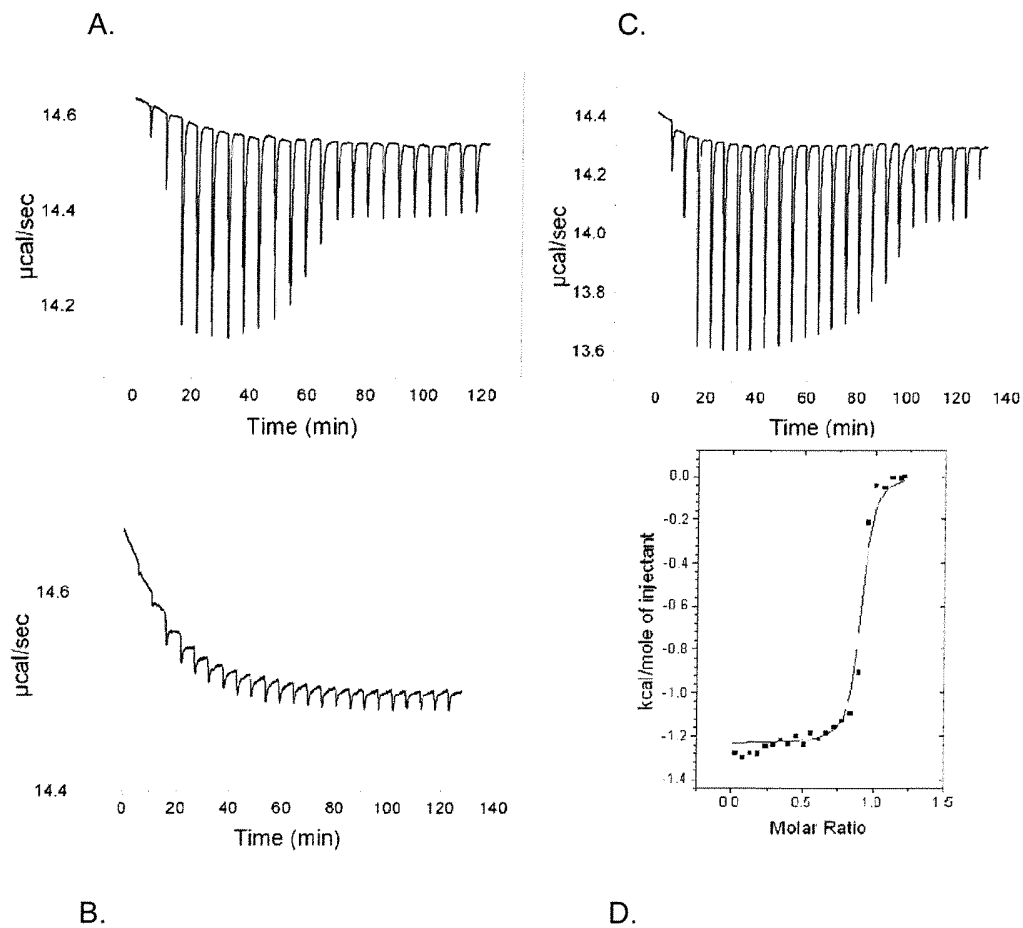 A.
14.6
14.4
14.2
µcal/sec
0 20 40 60 80 100 120
Time (min)
C.
14.4
14.2
14.0
13.8
13.6
µcal/sec
0 20 40 60 80 100 120 140
Time (min)
14.6
14.4
µcal/sec
0 20 40 60 80 100 120 140
Time (min)
B.
0.0
-0.2
-0.4
-0.6
-0.8
-1.0
-1.2
-1.4
kcal/mole of injectant
0.0 0.5 1.0 1.5
Molar Ratio
D.